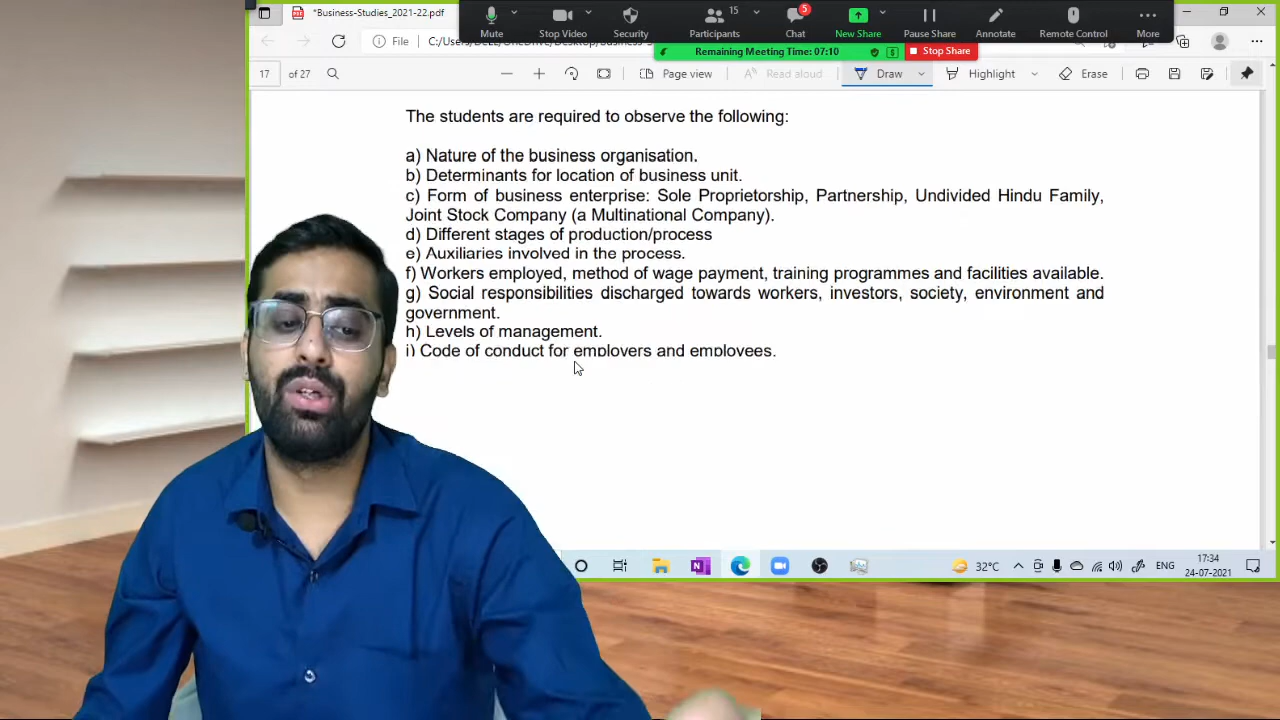 *Business-Studies_2021-22.pdf
Mute
Stop Video
Security
15
Participants
5
Chat
New Share
Pause Share
Annotate
Remote Control
More
Remaining Meeting Time: 07:10
Stop Share
File
17 of 27
Page view
Read aloud
Draw
Highlight
Erase
The students are required to observe the following:
a) Nature of the business organisation.
b) Determinants for location of business unit.
c) Form of business enterprise: Sole Proprietorship, Partnership, Undivided Hindu Family,
Joint Stock Company (a Multinational Company).
d) Different stages of production/process
e) Auxiliaries involved in the process.
f) Workers employed, method of wage payment, training programmes and facilities available.
g) Social responsibilities discharged towards workers, investors, society, environment and
government.
h) Levels of management.
i) Code of conduct for employers and employees.
32°C
ENG
17:34
24-07-2021